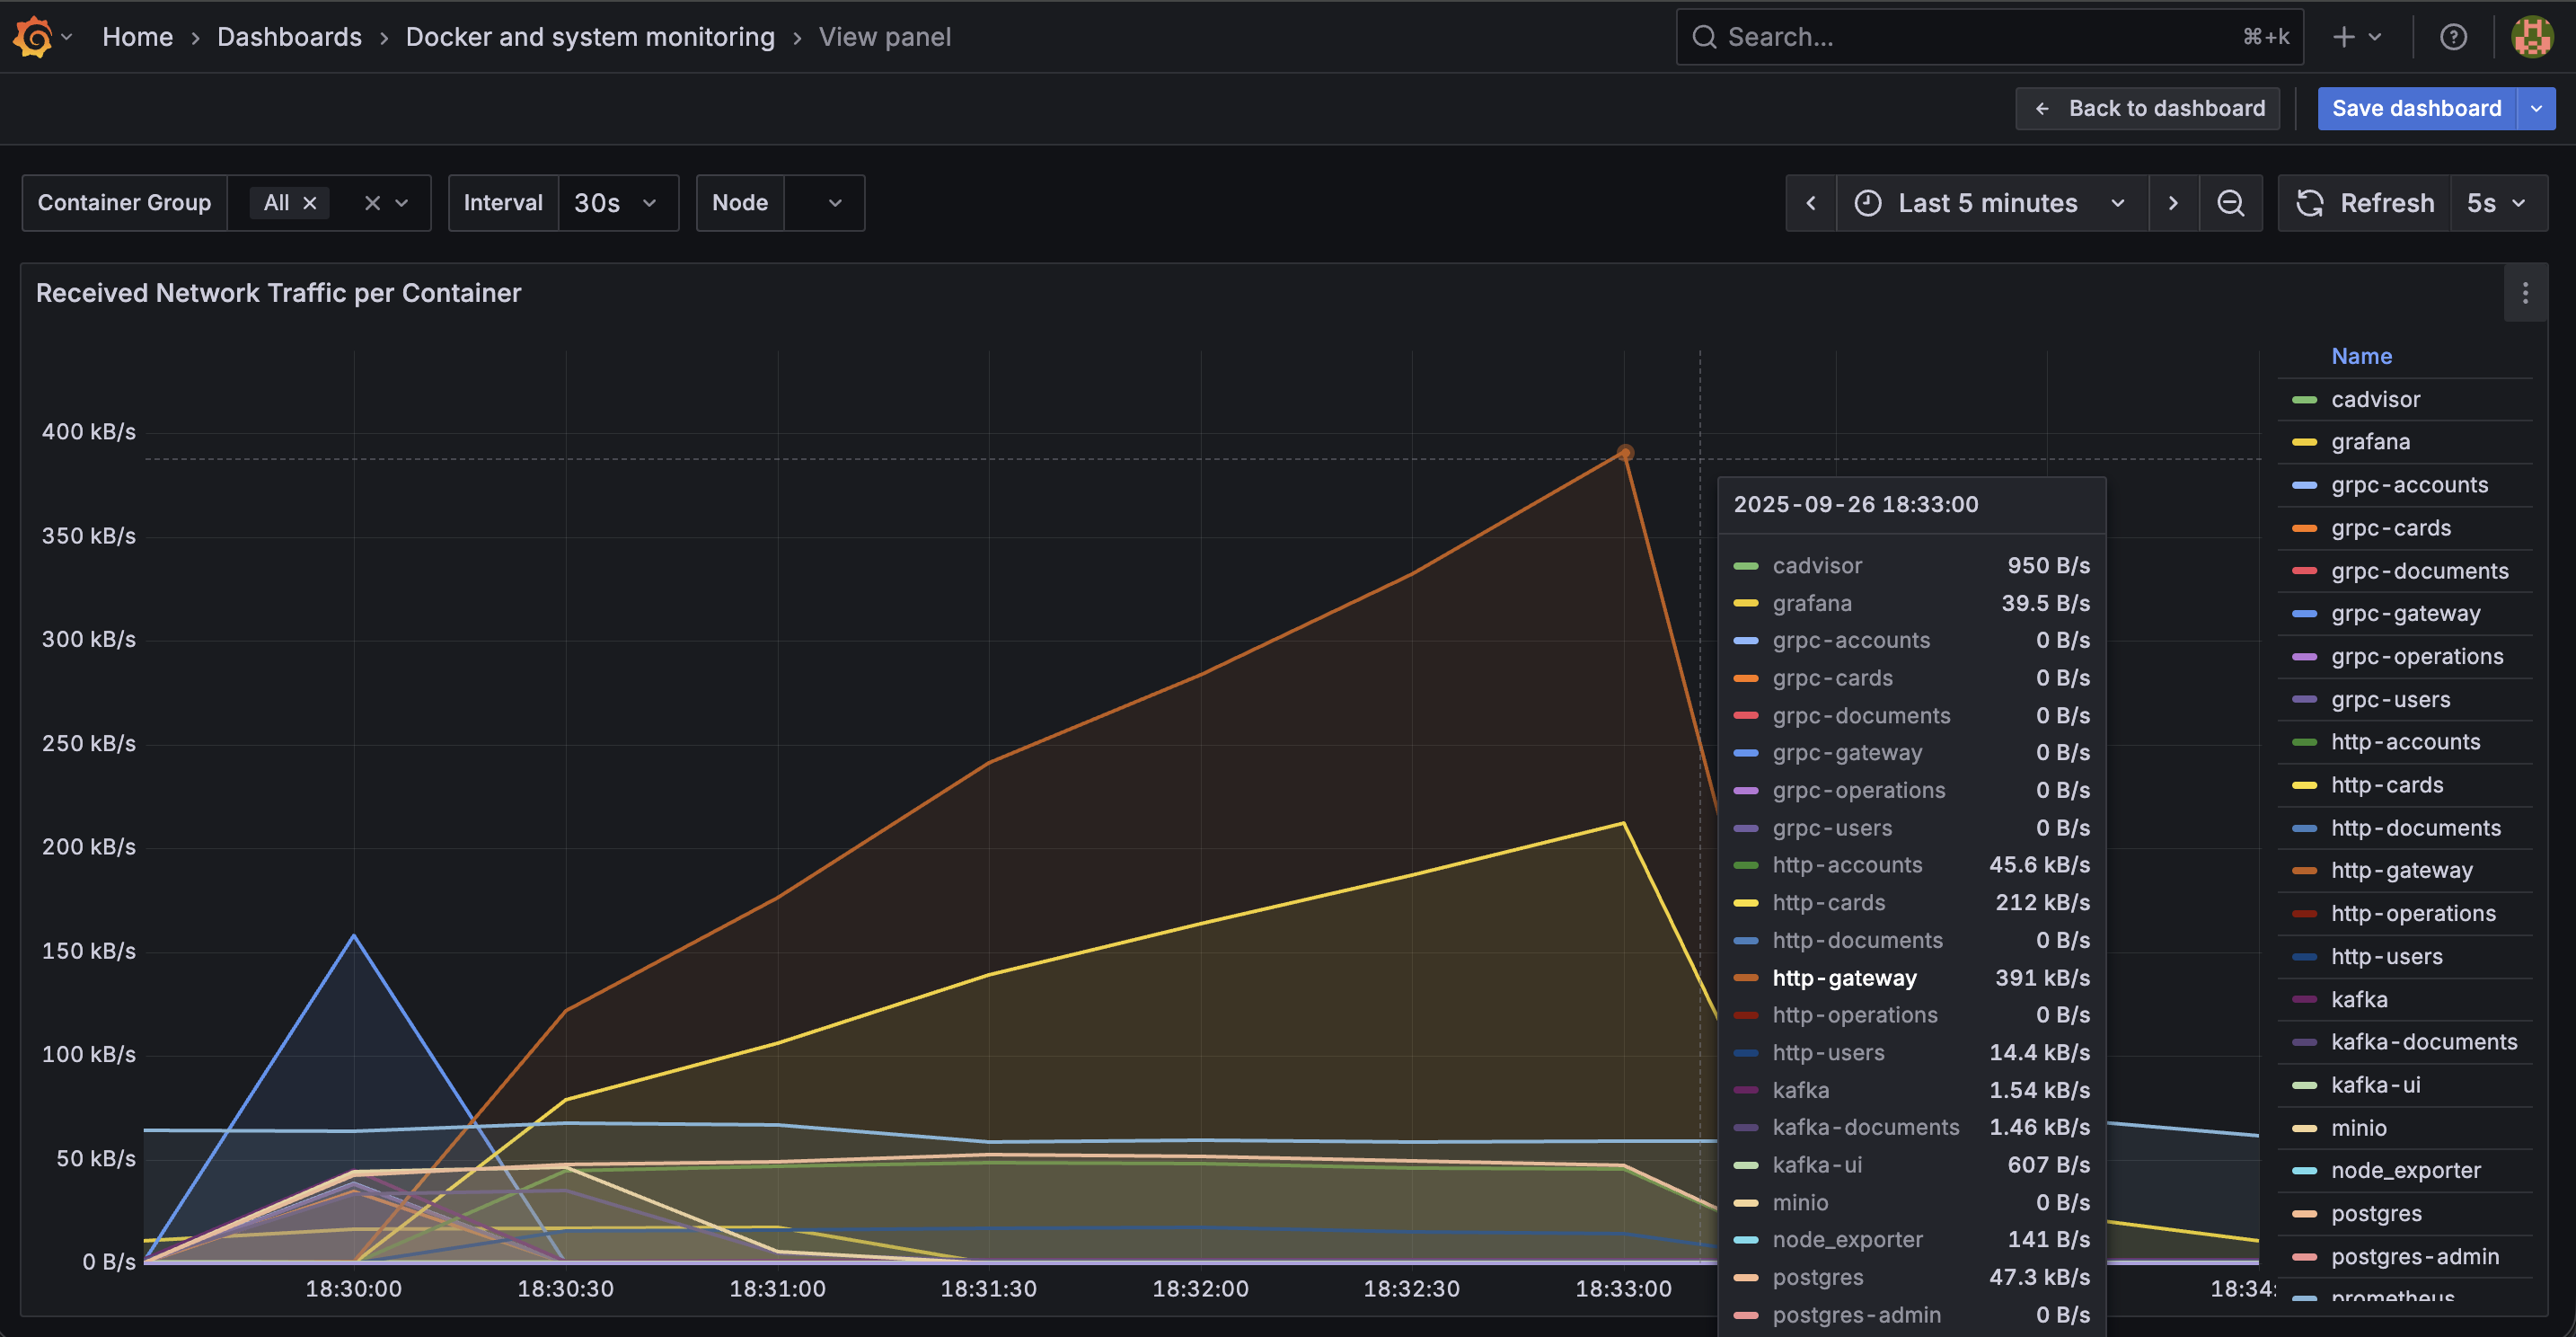 Home › Dashboards › Docker and system monitoring › View panel
Search... ⌘+k
Back to dashboard
Save dashboard
Container Group All
Interval 30s
Node
Last 5 minutes
Refresh 5s
Received Network Traffic per Container
400 kB/s
350 kB/s
300 kB/s
250 kB/s
200 kB/s
150 kB/s
100 kB/s
50 kB/s
0 B/s
18:30:00 18:30:30 18:31:00 18:31:30 18:32:00 18:32:30 18:33:00 18:34:
2025-09-26 18:33:00
cadvisor 950 B/s
grafana 39.5 B/s
grpc-accounts 0 B/s
grpc-cards 0 B/s
grpc-documents 0 B/s
grpc-gateway 0 B/s
grpc-operations 0 B/s
grpc-users 0 B/s
http-accounts 45.6 kB/s
http-cards 212 kB/s
http-documents 0 B/s
http-gateway 391 kB/s
http-operations 0 B/s
http-users 14.4 kB/s
kafka 1.54 kB/s
kafka-documents 1.46 kB/s
kafka-ui 607 B/s
minio 0 B/s
node_exporter 141 B/s
postgres 47.3 kB/s
postgres-admin 0 B/s
Name
cadvisor
grafana
grpc-accounts
grpc-cards
grpc-documents
grpc-gateway
grpc-operations
grpc-users
http-accounts
http-cards
http-documents
http-gateway
http-operations
http-users
kafka
kafka-documents
kafka-ui
minio
node_exporter
postgres
postgres-admin
prometheus